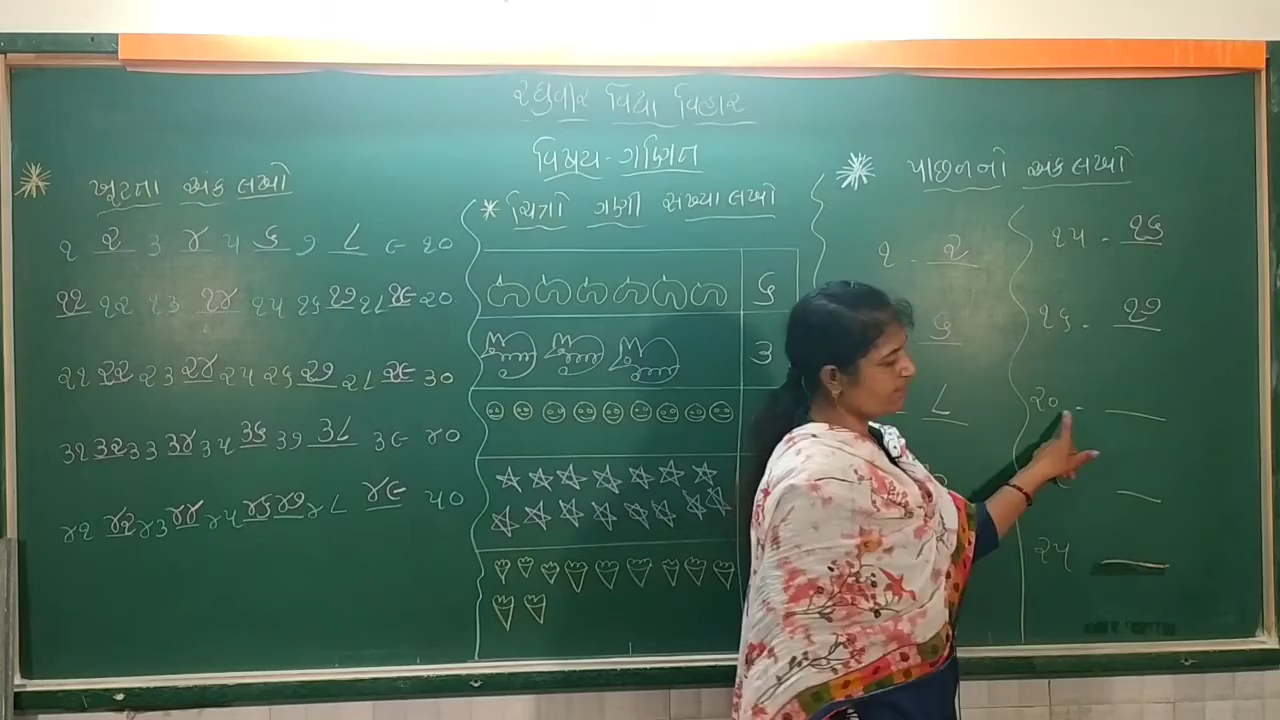 રઘુવીર વિદ્યા વિહાર
વિષય-ગણિત
* ખૂટતા અંક લખો
૧ ૨ ૩ ૪ ૫ ૬ ૭ ૮ ૯ ૧૦
૧૧ ૧૨ ૧૩ ૧૪ ૧૫ ૧૬ ૧૭ ૧૮ ૧૯ ૨૦
૨૧ ૨૨ ૨૩ ૨૪ ૨૫ ૨૬ ૨૭ ૨૮ ૨૯ ૩૦
૩૧ ૩૨ ૩૩ ૩૪ ૩૫ ૩૬ ૩૭ ૩૮ ૩૯ ૪૦
૪૧ ૪૨ ૪૩ ૪૪ ૪૫ ૪૬ ૪૭ ૪૮ ૪૯ ૫૦
* ચિત્રો ગણી સંખ્યા લખો
૬
૩
* પાછળનો અંક લખો
૧ - ૨
૬
- ૮
૧૫ - ૧૬
૧૬ - ૧૭
૨૦ - __
__
૨૫ __